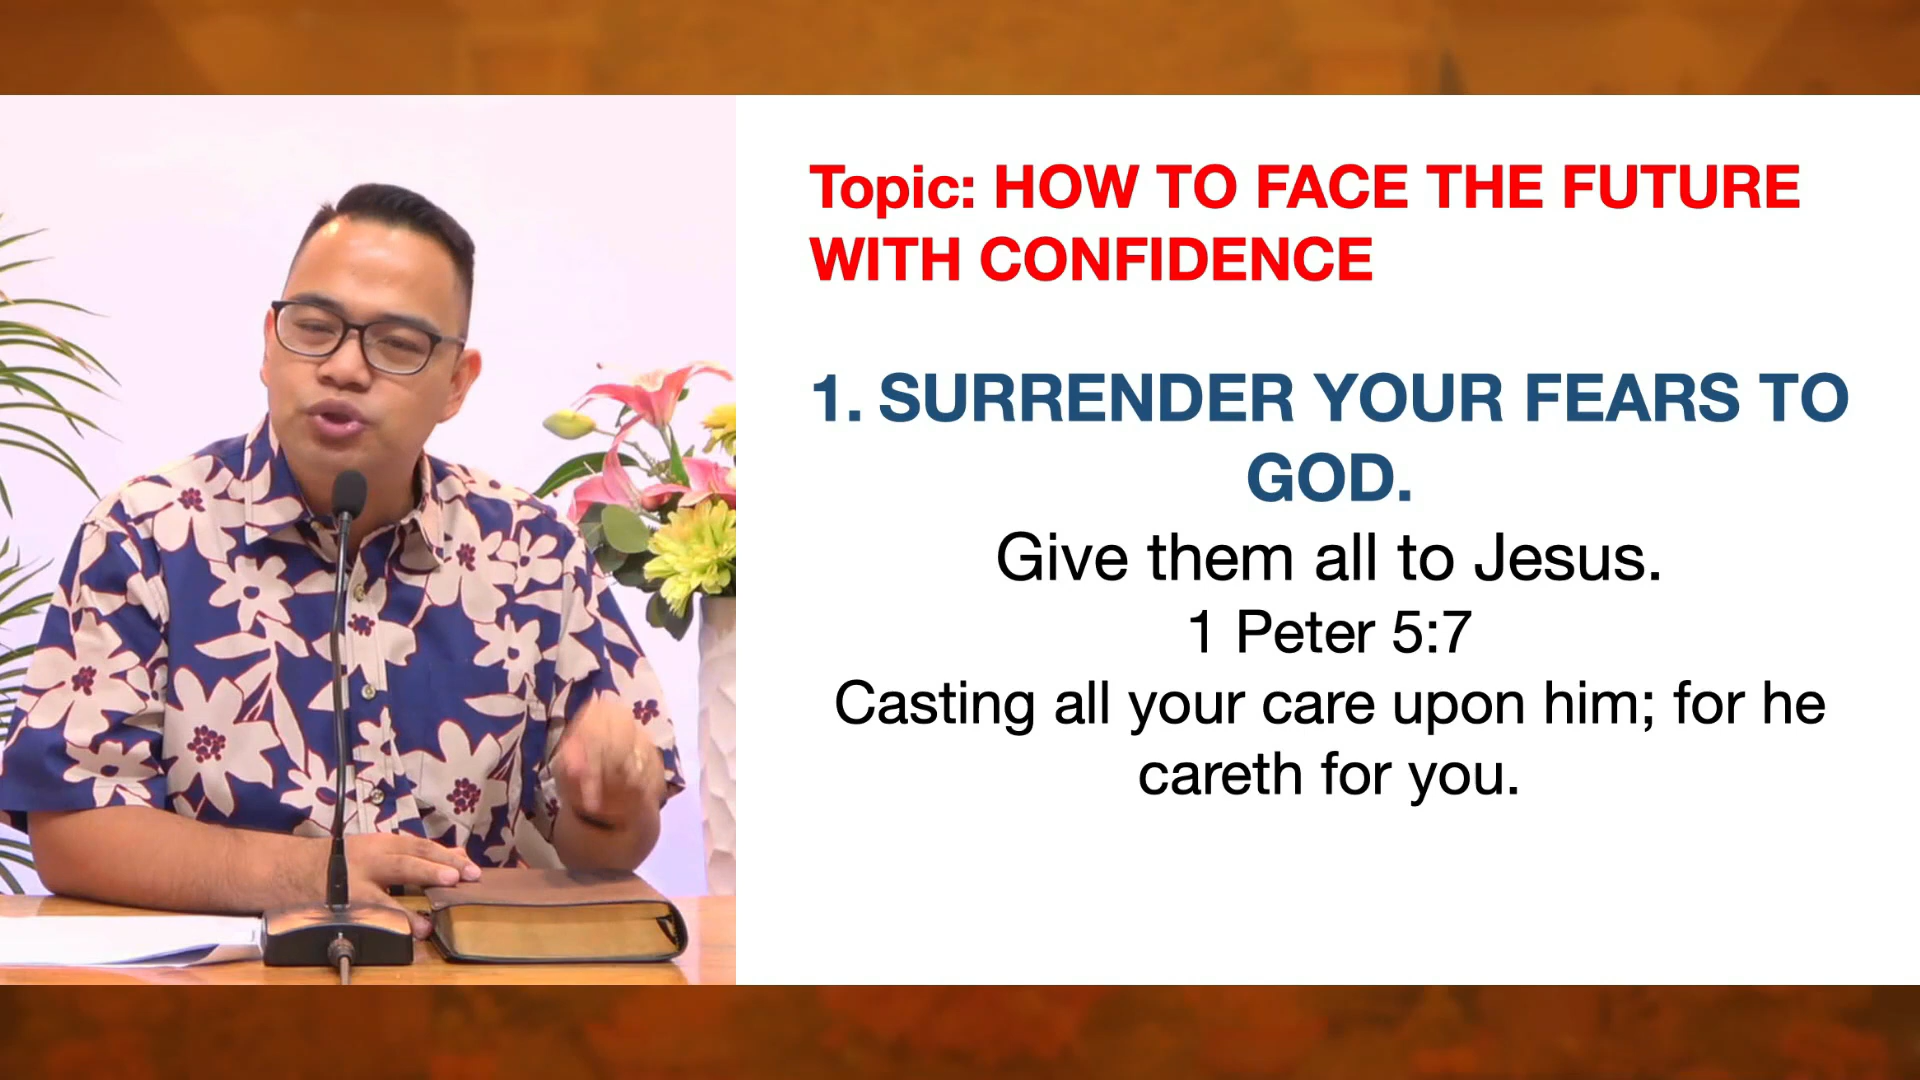 Topic: HOW TO FACE THE FUTURE
WITH CONFIDENCE
1. SURRENDER YOUR FEARS TO
GOD.
Give them all to Jesus.
1 Peter 5:7
Casting all your care upon him; for he
careth for you.